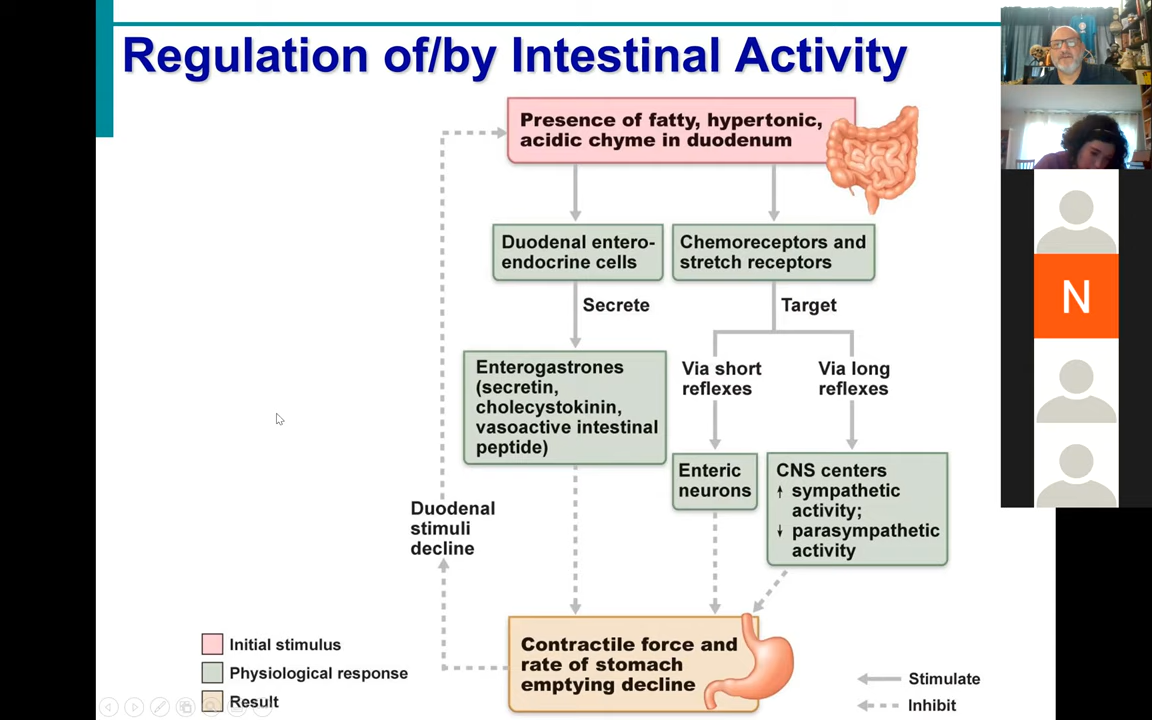 Regulation of/by Intestinal Activity
Presence of fatty, hypertonic,
acidic chyme in duodenum
Duodenal entero-
endocrine cells
Chemoreceptors and
stretch receptors
Secrete
Target
Enterogastrones
(secretin,
cholecystokinin,
vasoactive intestinal
peptide)
Via short
reflexes
Via long
reflexes
Enteric
neurons
CNS centers
↑ sympathetic
activity;
↓ parasympathetic
activity
Duodenal
stimuli
decline
Contractile force and
rate of stomach
emptying decline
Initial stimulus
Physiological response
Result
Stimulate
Inhibit
N